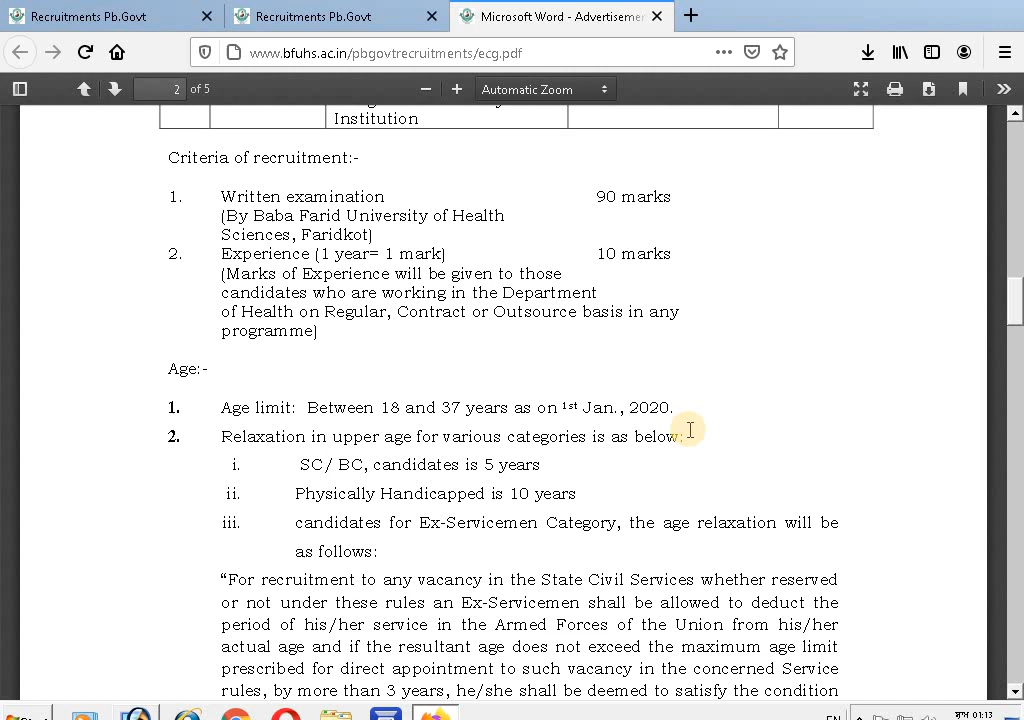 Recruitments Pb.Govt
Recruitments Pb.Govt
Microsoft Word - Advertisemer
www.bfuhs.ac.in/pbgovtrecruitments/ecg.pdf
2 of 5
Automatic Zoom
Institution
Criteria of recruitment:-
1. Written examination 90 marks
(By Baba Farid University of Health
Sciences, Faridkot)
2. Experience (1 year= 1 mark) 10 marks
(Marks of Experience will be given to those
candidates who are working in the Department
of Health on Regular, Contract or Outsource basis in any
programme)
Age:-
1. Age limit: Between 18 and 37 years as on 1st Jan., 2020.
2. Relaxation in upper age for various categories is as below:
i. SC/ BC, candidates is 5 years
ii. Physically Handicapped is 10 years
iii. candidates for Ex-Servicemen Category, the age relaxation will be
as follows:
“For recruitment to any vacancy in the State Civil Services whether reserved
or not under these rules an Ex-Servicemen shall be allowed to deduct the
period of his/her service in the Armed Forces of the Union from his/her
actual age and if the resultant age does not exceed the maximum age limit
prescribed for direct appointment to such vacancy in the concerned Service
rules, by more than 3 years, he/she shall be deemed to satisfy the condition
EN
01:13